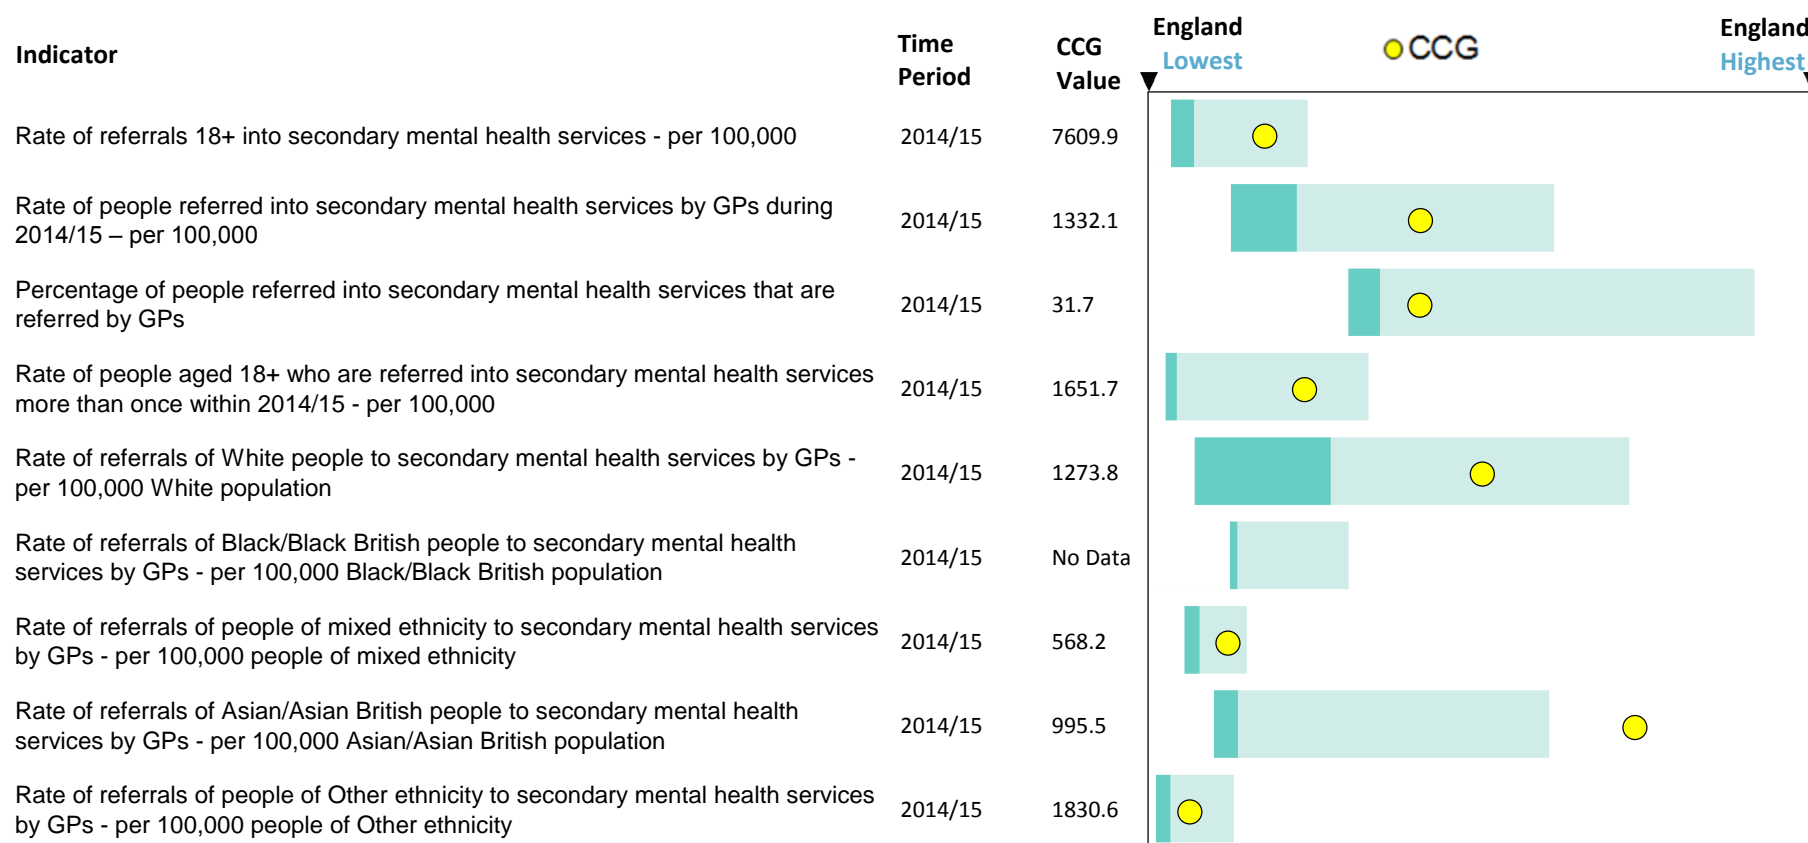 Indicator
Time Period
CCG Value
England Lowest
CCG
England Highest
Rate of referrals 18+ into secondary mental health services - per 100,000 2014/15 7609.9
Rate of people referred into secondary mental health services by GPs during
2014/15 – per 100,000 2014/15 1332.1
Percentage of people referred into secondary mental health services that are
referred by GPs 2014/15 31.7
Rate of people aged 18+ who are referred into secondary mental health services
more than once within 2014/15 - per 100,000 2014/15 1651.7
Rate of referrals of White people to secondary mental health services by GPs -
per 100,000 White population 2014/15 1273.8
Rate of referrals of Black/Black British people to secondary mental health
services by GPs - per 100,000 Black/Black British population 2014/15 No Data
Rate of referrals of people of mixed ethnicity to secondary mental health services
by GPs - per 100,000 people of mixed ethnicity 2014/15 568.2
Rate of referrals of Asian/Asian British people to secondary mental health
services by GPs - per 100,000 Asian/Asian British population 2014/15 995.5
Rate of referrals of people of Other ethnicity to secondary mental health services
by GPs - per 100,000 people of Other ethnicity 2014/15 1830.6